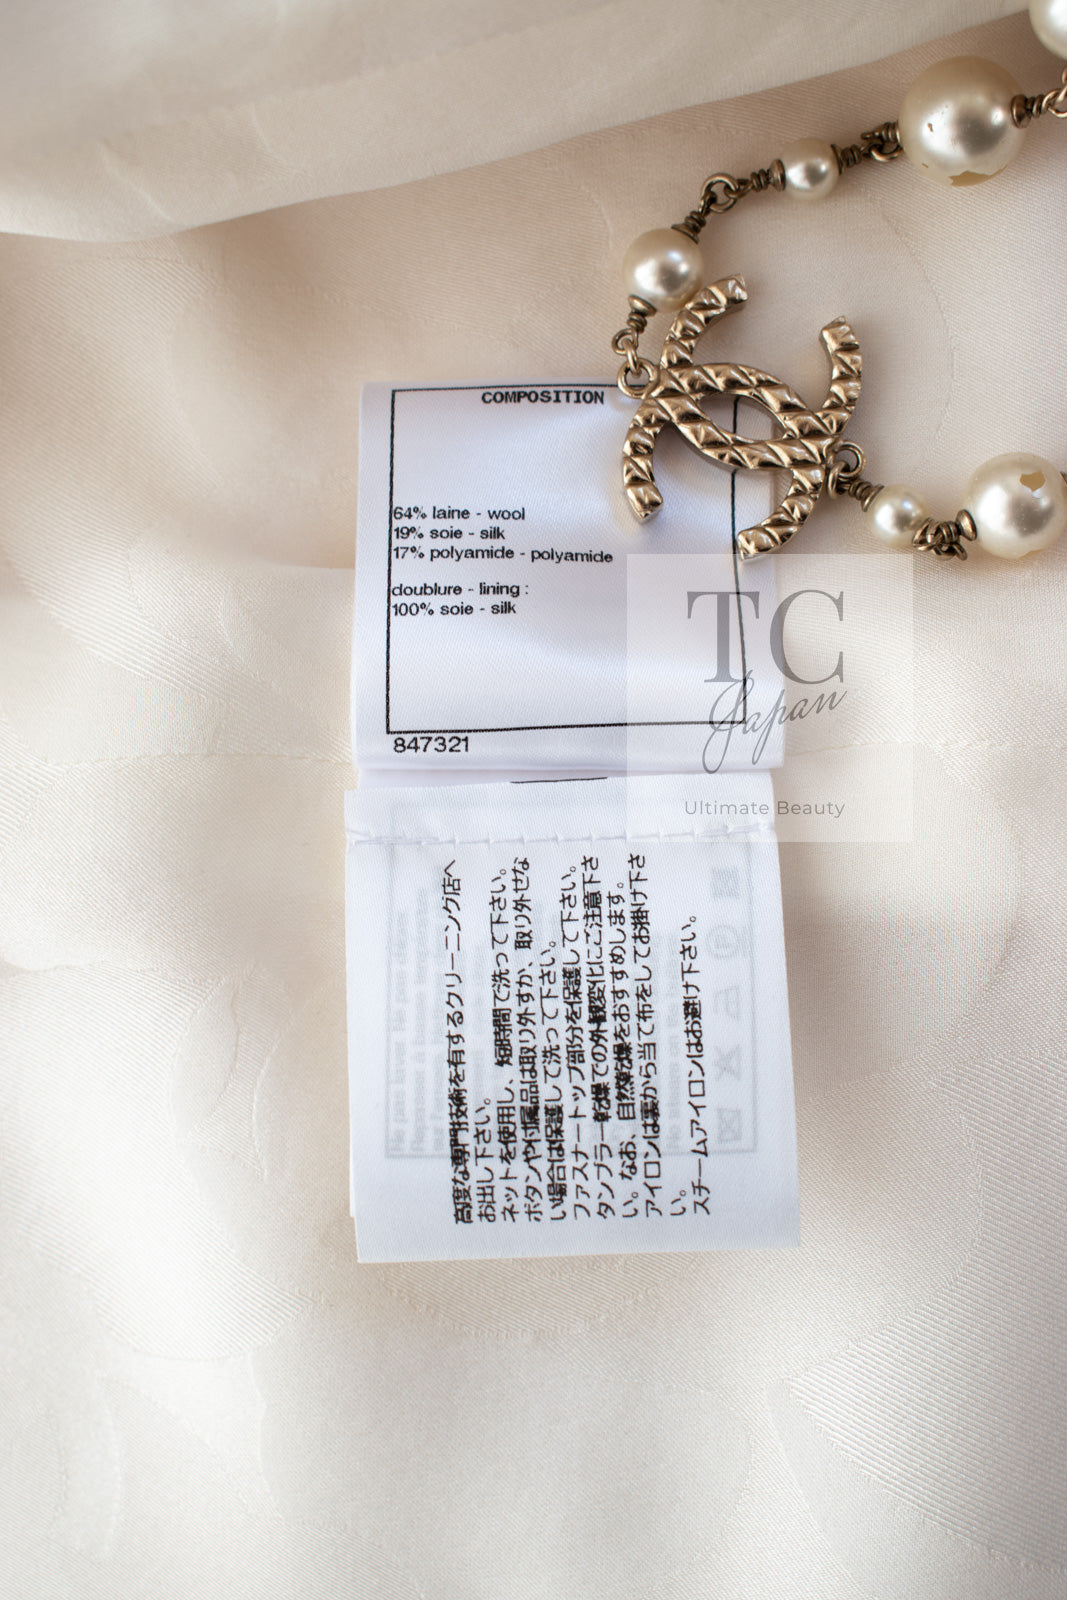 COMPOSITION
64% laine - wool
19% soie - silk
17% polyamide - polyamide
doublure - lining :
100% soie - silk
847321
TC
Japan
Ultimate Beauty
高度な専門技術を有するクリーニング店へ
お出し下さい。
ネットを使用し、短時間で洗って下さい。
ボタンや付属品は取り外すか、取り外せな
い場合は保護して洗って下さい。
ファスナートップ部分を保護して下さい。
タンブラー乾燥での外観変化にご注意下さ
い。なお、自然乾燥をおすすめします。
アイロンは裏から当て布をしてお掛け下さ
い。
スチームアイロンはお避け下さい。